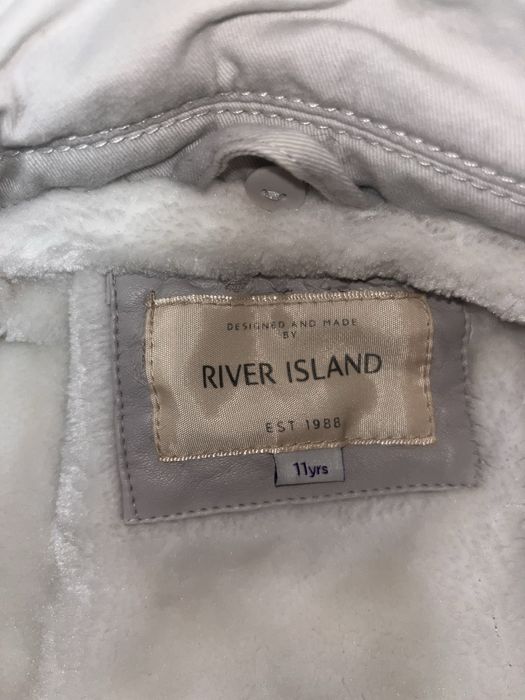 DESIGNED AND MADE
BY
RIVER ISLAND
EST 1988
11yrs